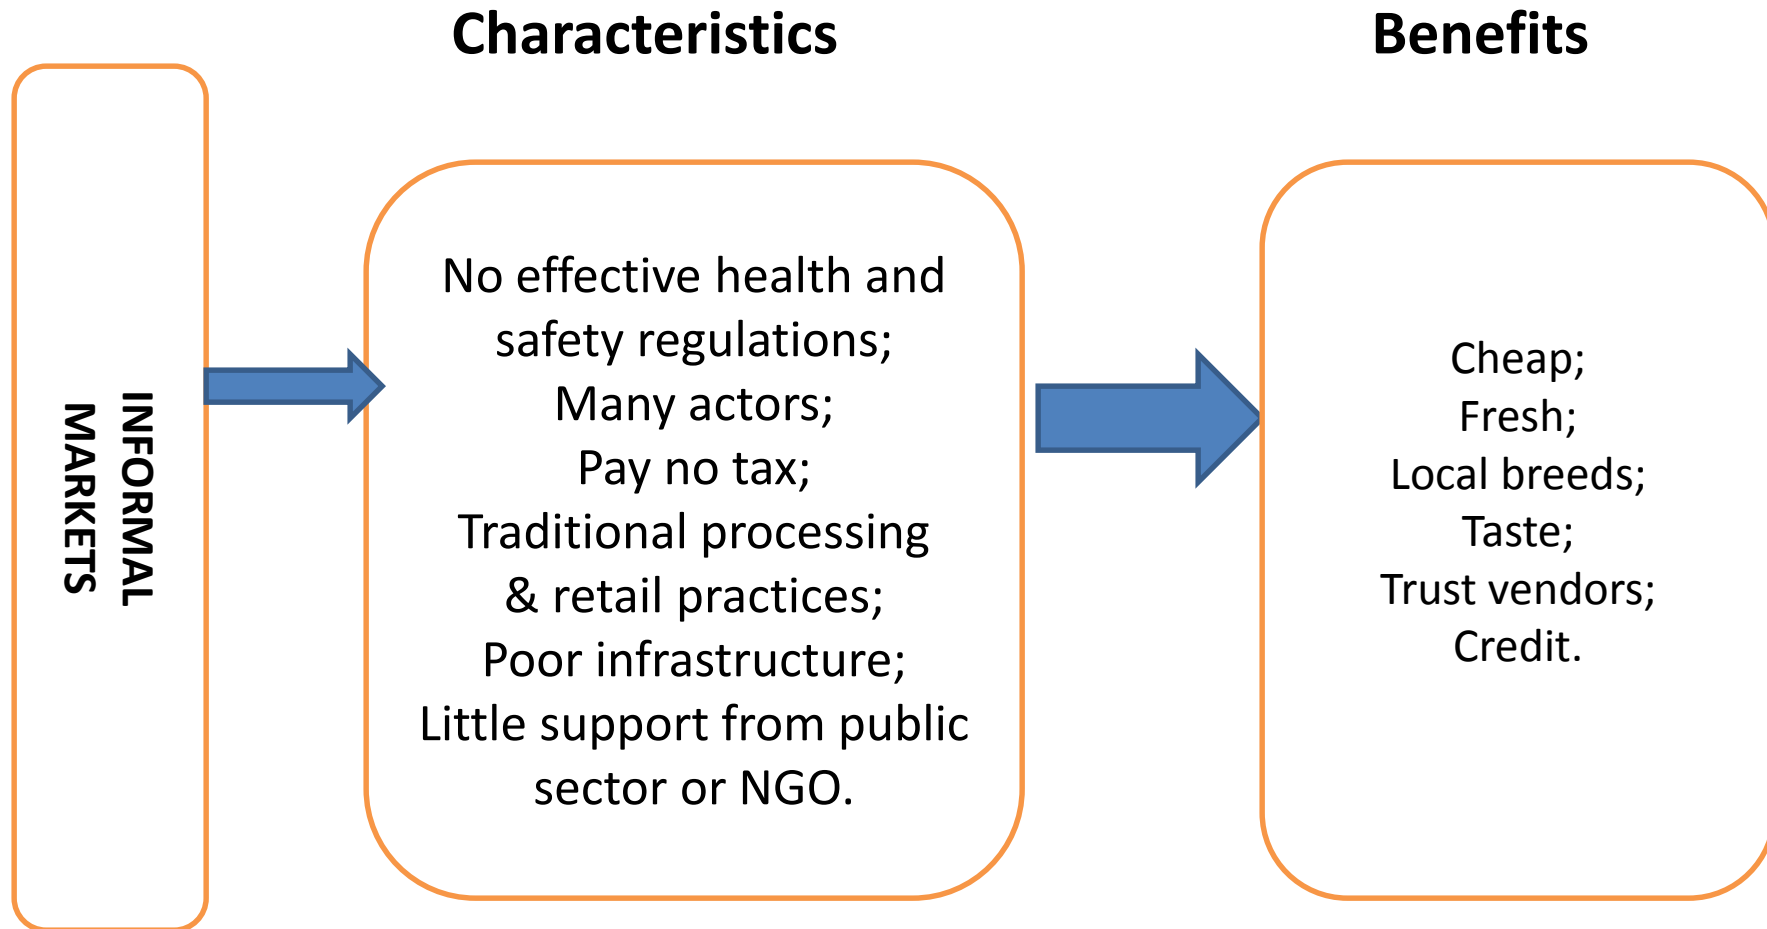 Characteristics
Benefits
INFORMAL
MARKETS
No effective health and
safety regulations;
Many actors;
Pay no tax;
Traditional processing
& retail practices;
Poor infrastructure;
Little support from public
sector or NGO.
Cheap;
Fresh;
Local breeds;
Taste;
Trust vendors;
Credit.